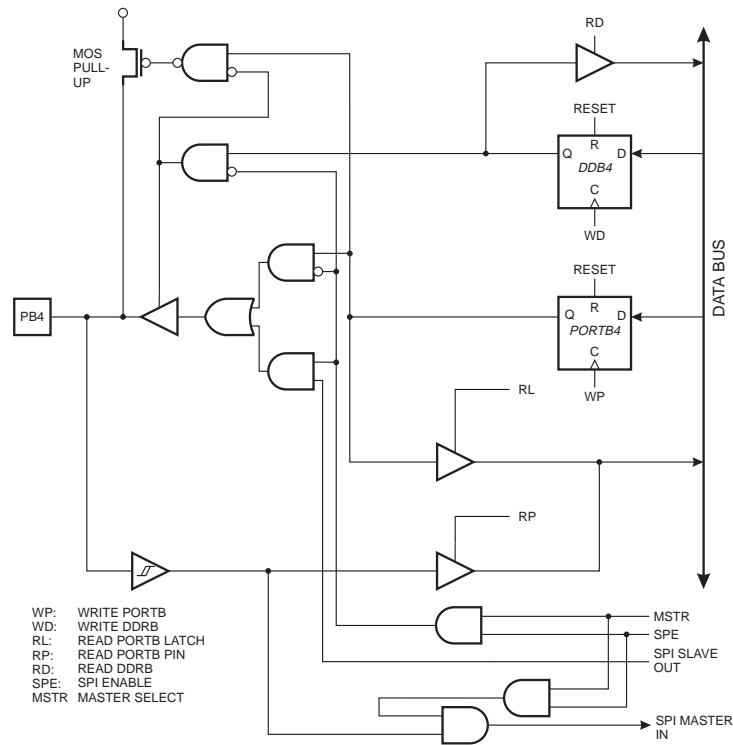 RD
MOS
PULL-
UP
RESET
R
Q
D
DDB4
C
WD
DATA BUS
RESET
R
Q
D
PORTB4
C
WP
PB4
RL
RP
WP: WRITE PORTB
WD: WRITE DDRB
RL: READ PORTB LATCH
RP: READ PORTB PIN
RD: READ DDRB
SPE: SPI ENABLE
MSTR MASTER SELECT
MSTR
SPE
SPI SLAVE
OUT
SPI MASTER
IN